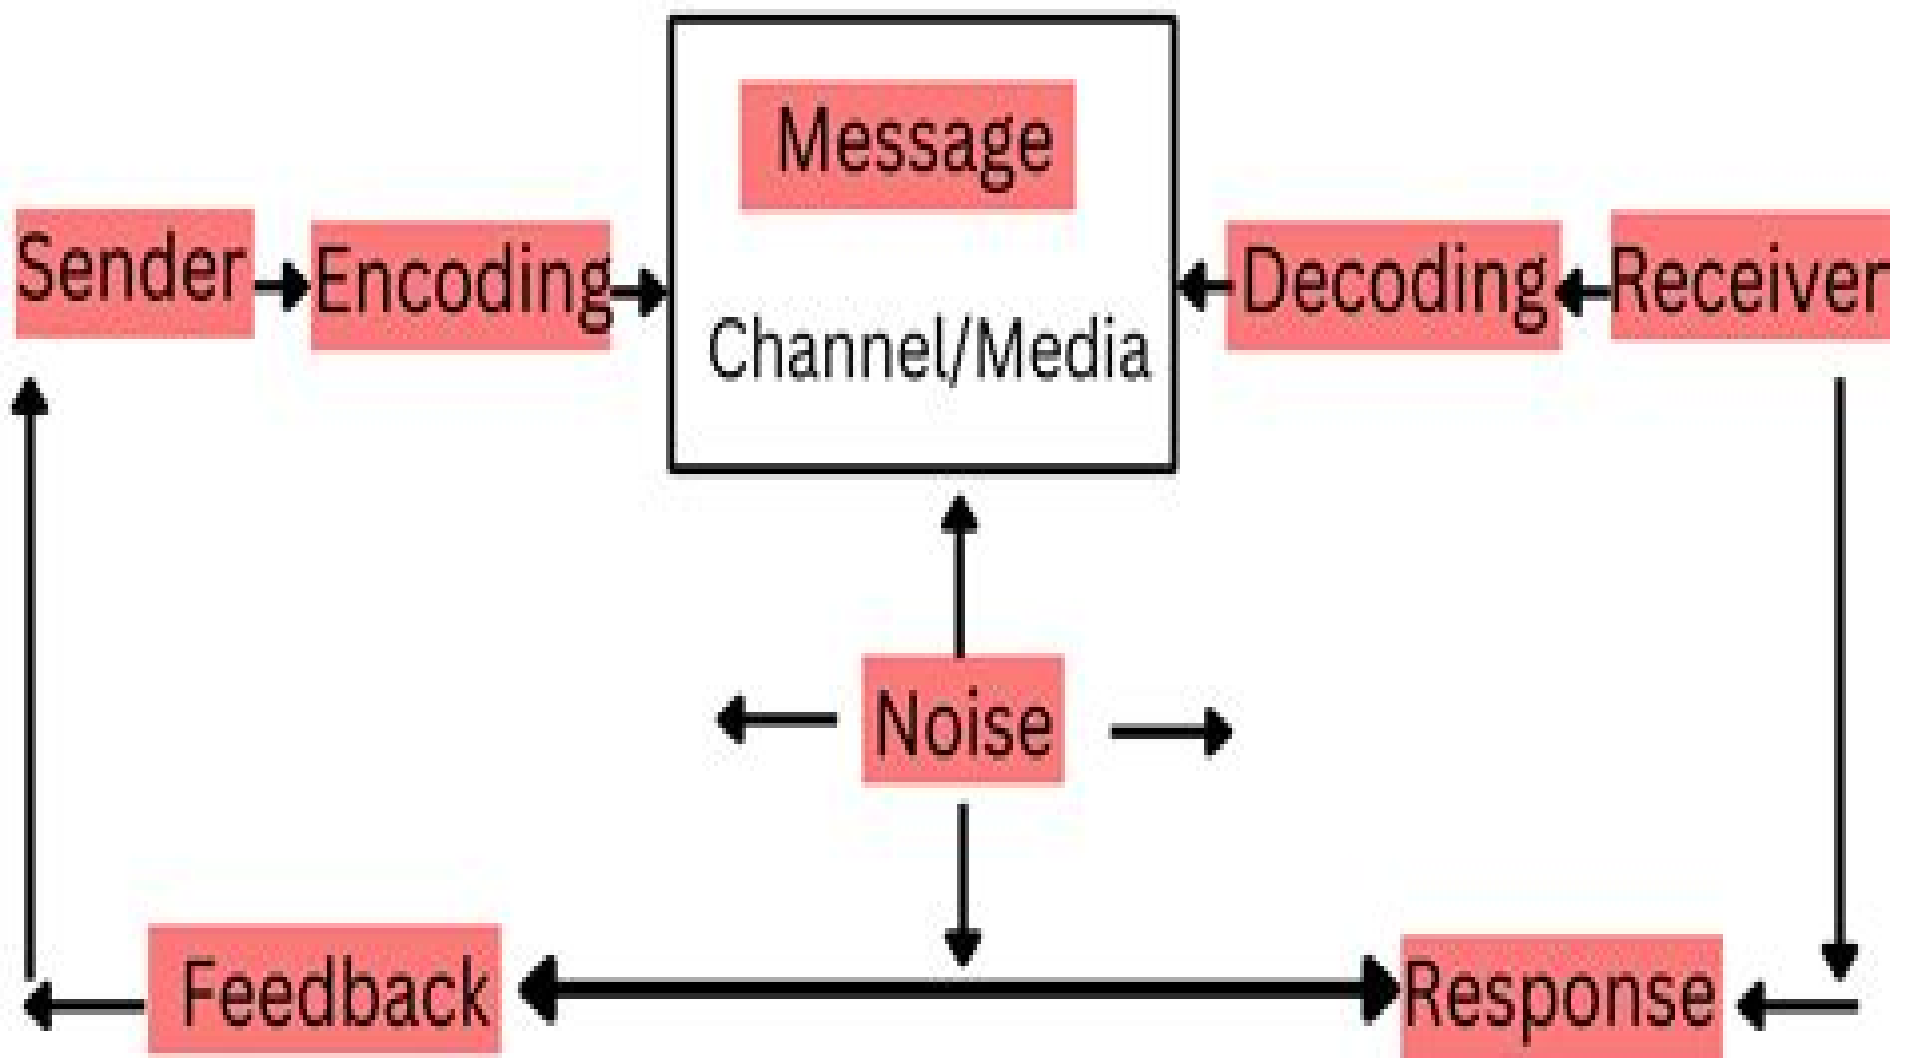 Message
Sender
Encoding
Channel/Media
Decoding
Receiver
Noise
Feedback
Response